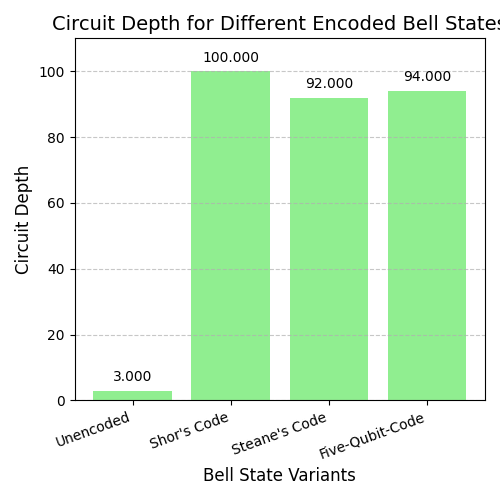 Circuit Depth for Different Encoded Bell States
100.000
94.000
92.000
3.000
100
80
60
40
20
0
Circuit Depth
Unencoded
Shor's Code
Steane's Code
Five-Qubit-Code
Bell State Variants